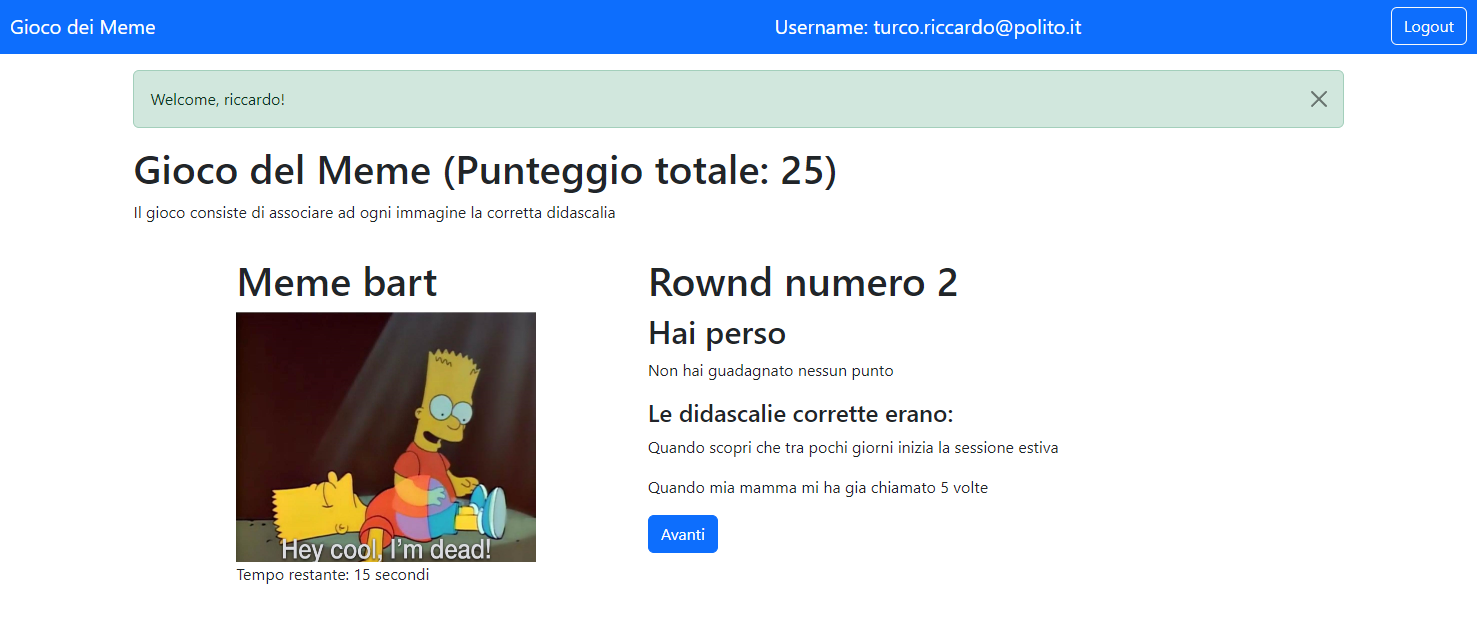 Gioco dei Meme
Username: turco.riccardo@polito.it
Logout
Welcome, riccardo!
Gioco del Meme (Punteggio totale: 25)
Il gioco consiste di associare ad ogni immagine la corretta didascalia
Meme bart
Hey cool, I'm dead!
Tempo restante: 15 secondi
Rownd numero 2
Hai perso
Non hai guadagnato nessun punto
Le didascalie corrette erano:
Quando scopri che tra pochi giorni inizia la sessione estiva
Quando mia mamma mi ha gia chiamato 5 volte
Avanti